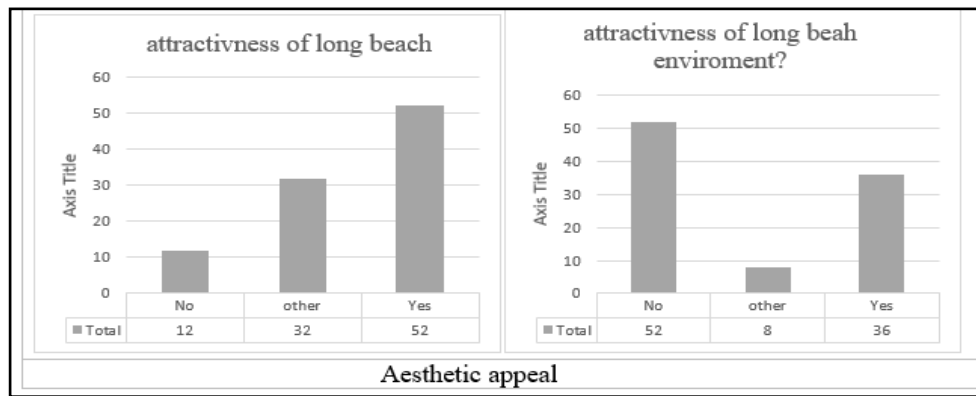 attractivness of long beach
60
50
40
30
20
10
0
Axis Title
No other Yes
Total 12 32 52
attractivness of long beah
enviroment?
60
50
40
30
20
10
0
Axis Title
No other Yes
Total 52 8 36
Aesthetic appeal